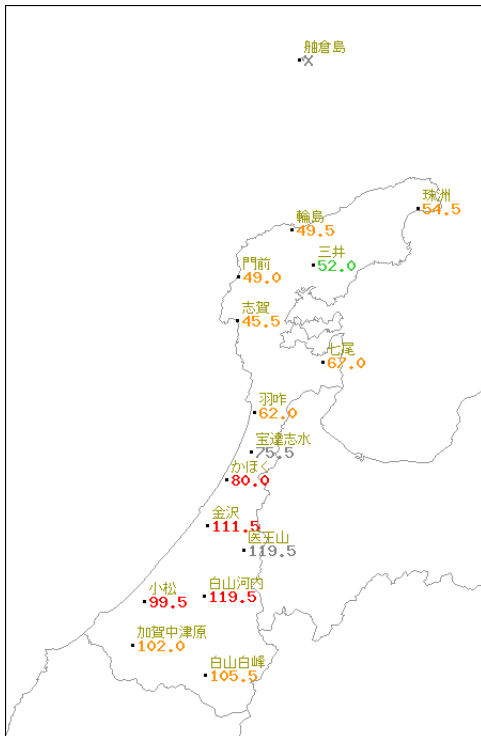 舳倉島
×
珠洲
54.5
輪島
49.5
三井
52.0
門前
49.0
志賀
45.5
七尾
67.0
羽咋
62.0
宝達志水
75.5
かほく
80.0
金沢
111.5
医王山
119.5
白山河内
119.5
小松
99.5
加賀中津原
102.0
白山白峰
105.5